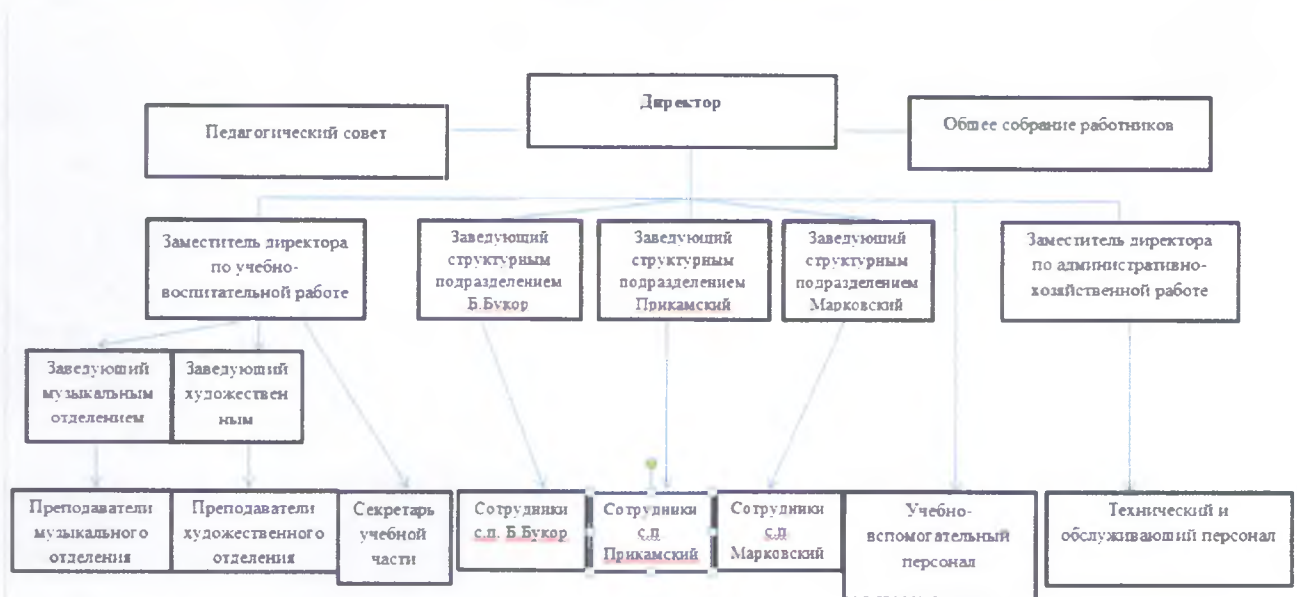 Директор
Педагогический совет
Общее собрание работников
Заместитель директора
по учебно-
воспитательной работе
Заведующий
структурным
подразделением
Б.Букор
Заведующий
структурным
подразделением
Прикамский
Заведующий
структурным
подразделением
Марковский
Заместитель директора
по административно-
хозяйственной работе
Заведующий
музыкальным
отделением
Заведующий
художествен
ным
Преподаватели
музыкального
отделения
Преподаватели
художественного
отделения
Секретарь
учебной
части
Сотрудники
с.п. Б.Букор
Сотрудники
с.п
Прикамский
Сотрудники
с.п
Марковский
Учебно-
вспомогательный
персонал
Технический и
обслуживающий персонал